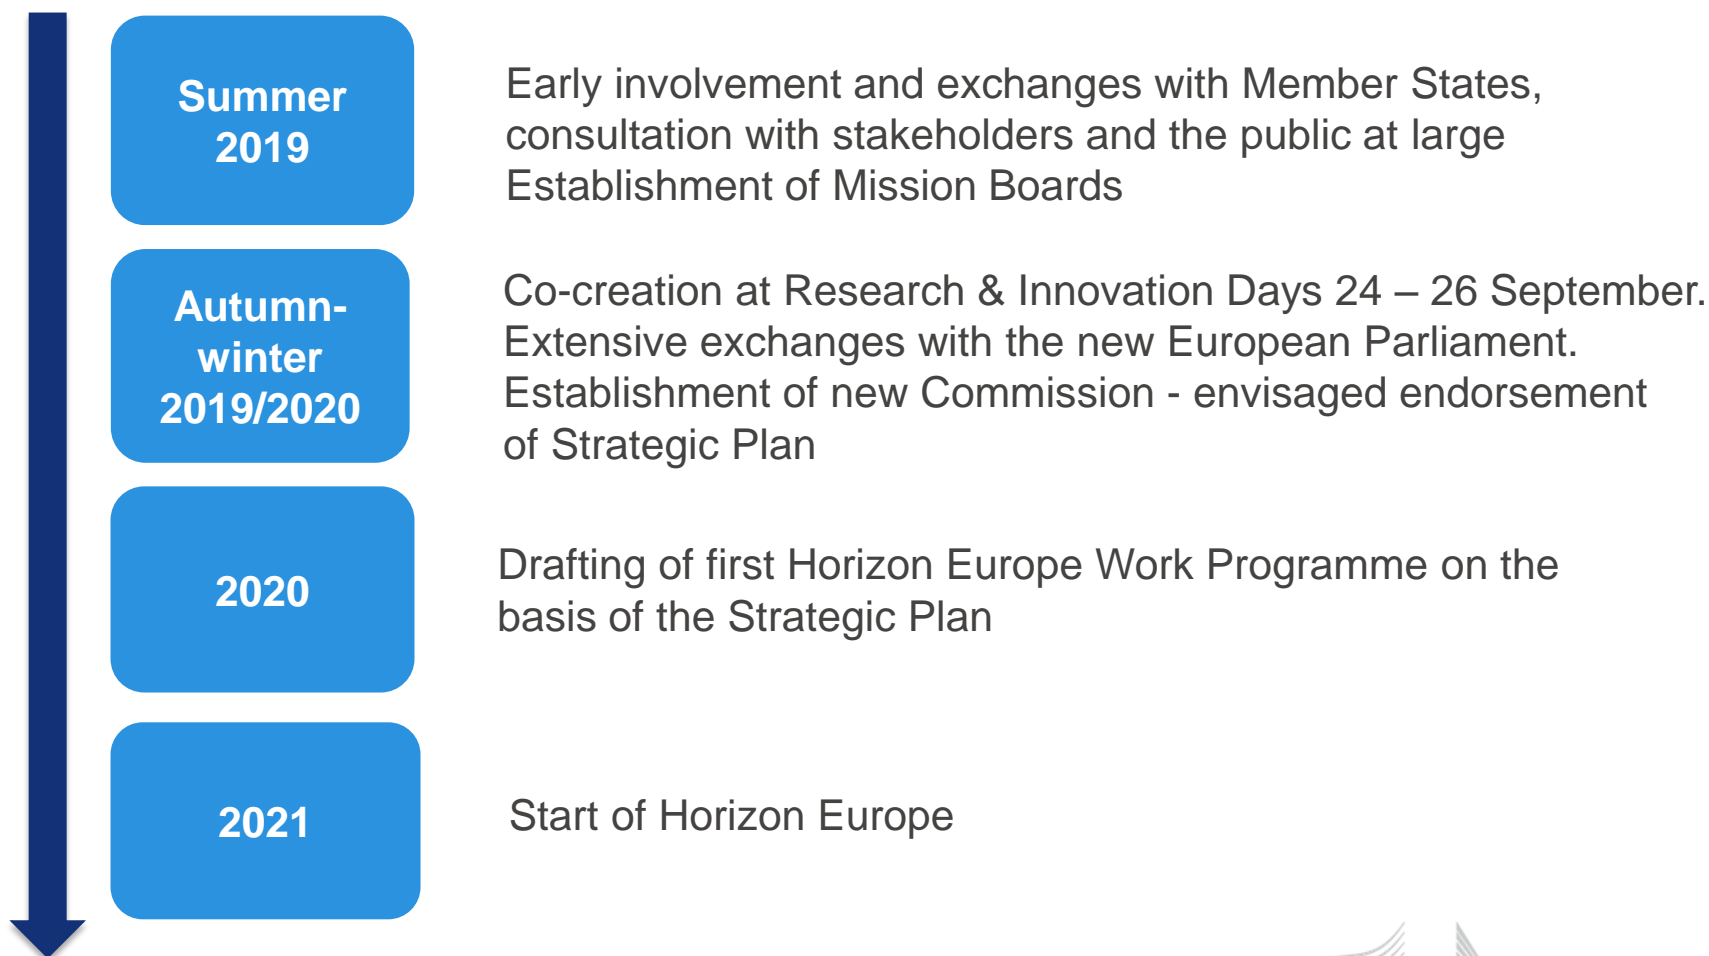 Summer
2019
Early involvement and exchanges with Member States,
consultation with stakeholders and the public at large
Establishment of Mission Boards
Autumn-
winter
2019/2020
Co-creation at Research & Innovation Days 24 – 26 September.
Extensive exchanges with the new European Parliament.
Establishment of new Commission - envisaged endorsement
of Strategic Plan
2020
Drafting of first Horizon Europe Work Programme on the
basis of the Strategic Plan
2021
Start of Horizon Europe